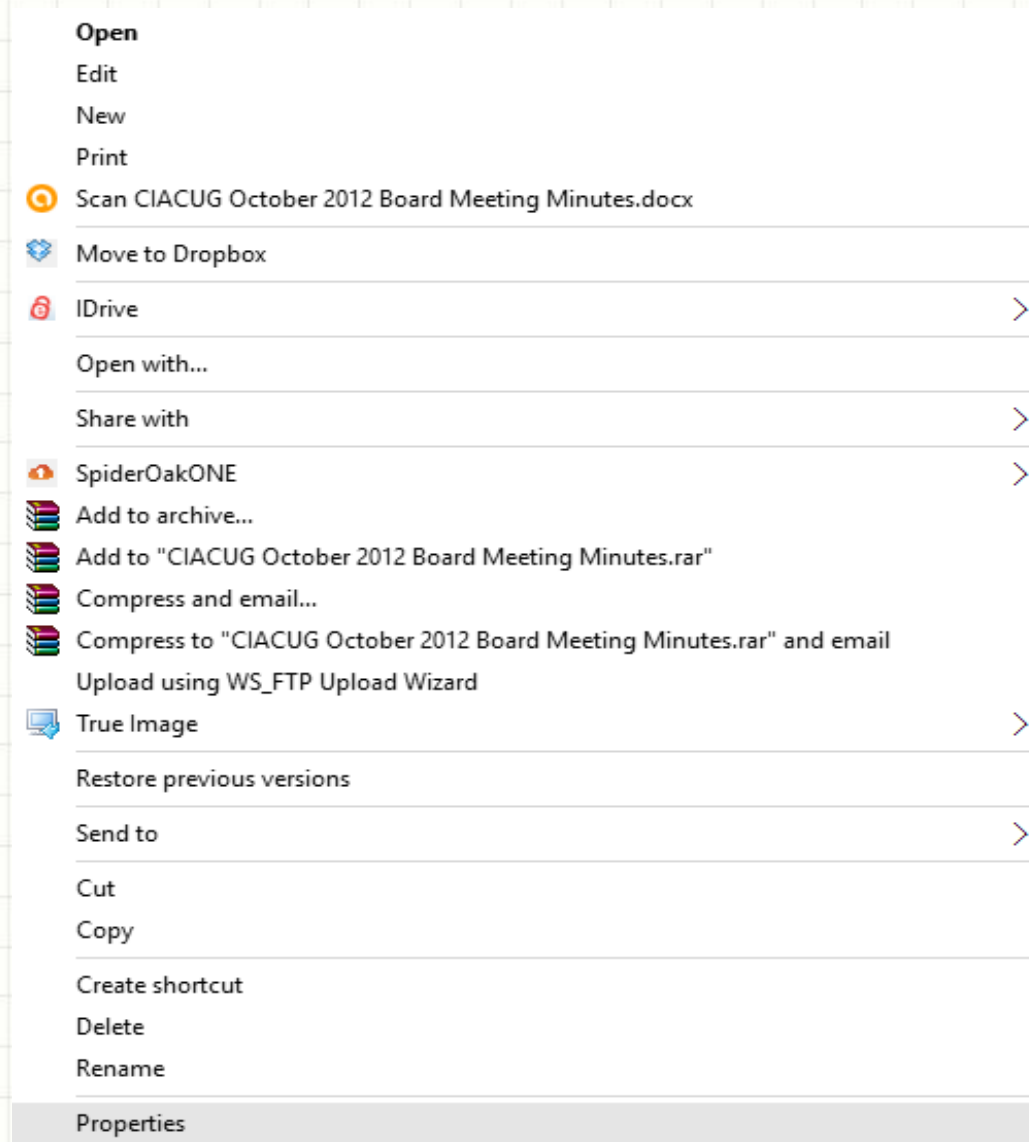 Open
Edit
New
Print
Scan CIACUG October 2012 Board Meeting Minutes.docx
Move to Dropbox
IDrive
Open with...
Share with
SpiderOakONE
Add to archive...
Add to "CIACUG October 2012 Board Meeting Minutes.rar"
Compress and email...
Compress to "CIACUG October 2012 Board Meeting Minutes.rar" and email
Upload using WS_FTP Upload Wizard
True Image
Restore previous versions
Send to
Cut
Copy
Create shortcut
Delete
Rename
Properties